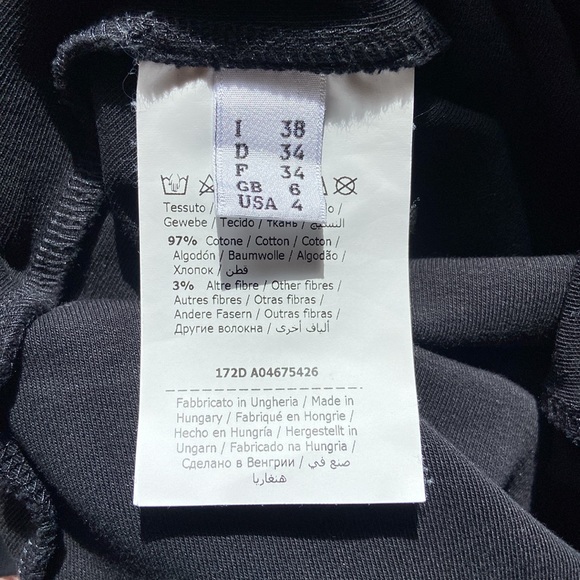 I 38
D 34
F 34
GB 6
USA 4
Tessuto /
Gewebe / Tecido / Ткань / النسيج
97% Cotone / Cotton / Coton /
Algodón / Baumwolle / Algodão /
Хлопок / قطن
3% Altre fibre / Other fibres /
Autres fibres / Otras fibras /
Andere Fasern / Outras fibras /
Другие волокна / ألياف أخرى
172D A04675426
Fabbricato in Ungheria / Made in
Hungary / Fabriqué en Hongrie /
Hecho en Hungría / Hergestellt in
Ungarn / Fabricado na Hungria /
Сделано в Венгрии / صنع في
هنغاريا